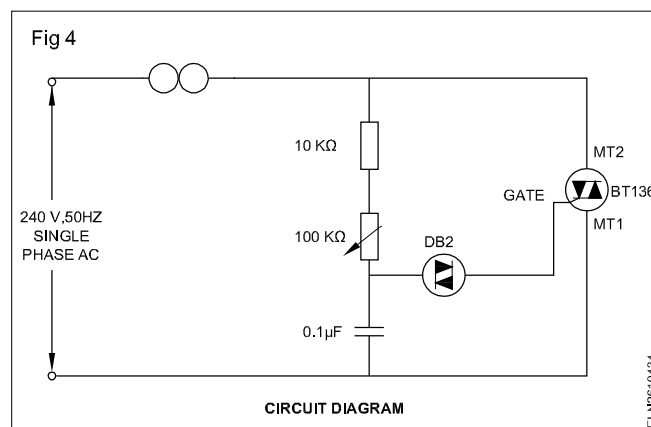 Fig 4
10 KΩ
MT2
GATE
BT136
MT1
240 V,50HZ
SINGLE
PHASE AC
100 KΩ
DB2
0.1µF
CIRCUIT DIAGRAM